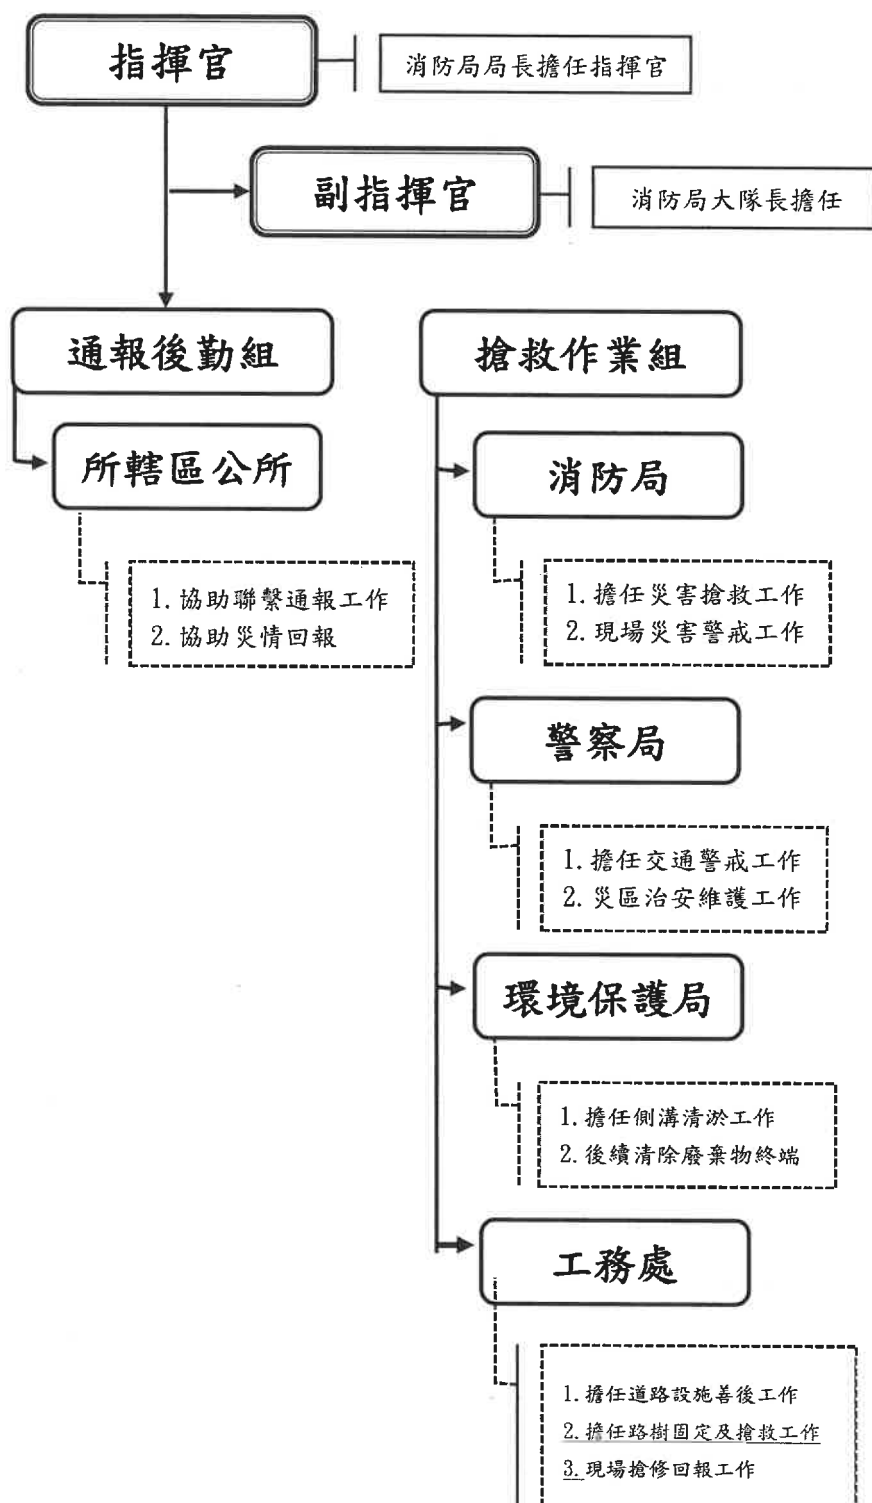 指揮官
消防局局長擔任指揮官
副指揮官
消防局大隊長擔任
通報後勤組
所轄區公所
1. 協助聯繫通報工作
2. 協助災情回報
搶救作業組
消防局
1. 擔任災害搶救工作
2. 現場災害警戒工作
警察局
1. 擔任交通警戒工作
2. 災區治安維護工作
環境保護局
1. 擔任側溝清淤工作
2. 後續清除廢棄物終端
工務處
1. 擔任道路設施善後工作
2. 擔任路樹固定及搶救工作
3. 現場搶修回報工作